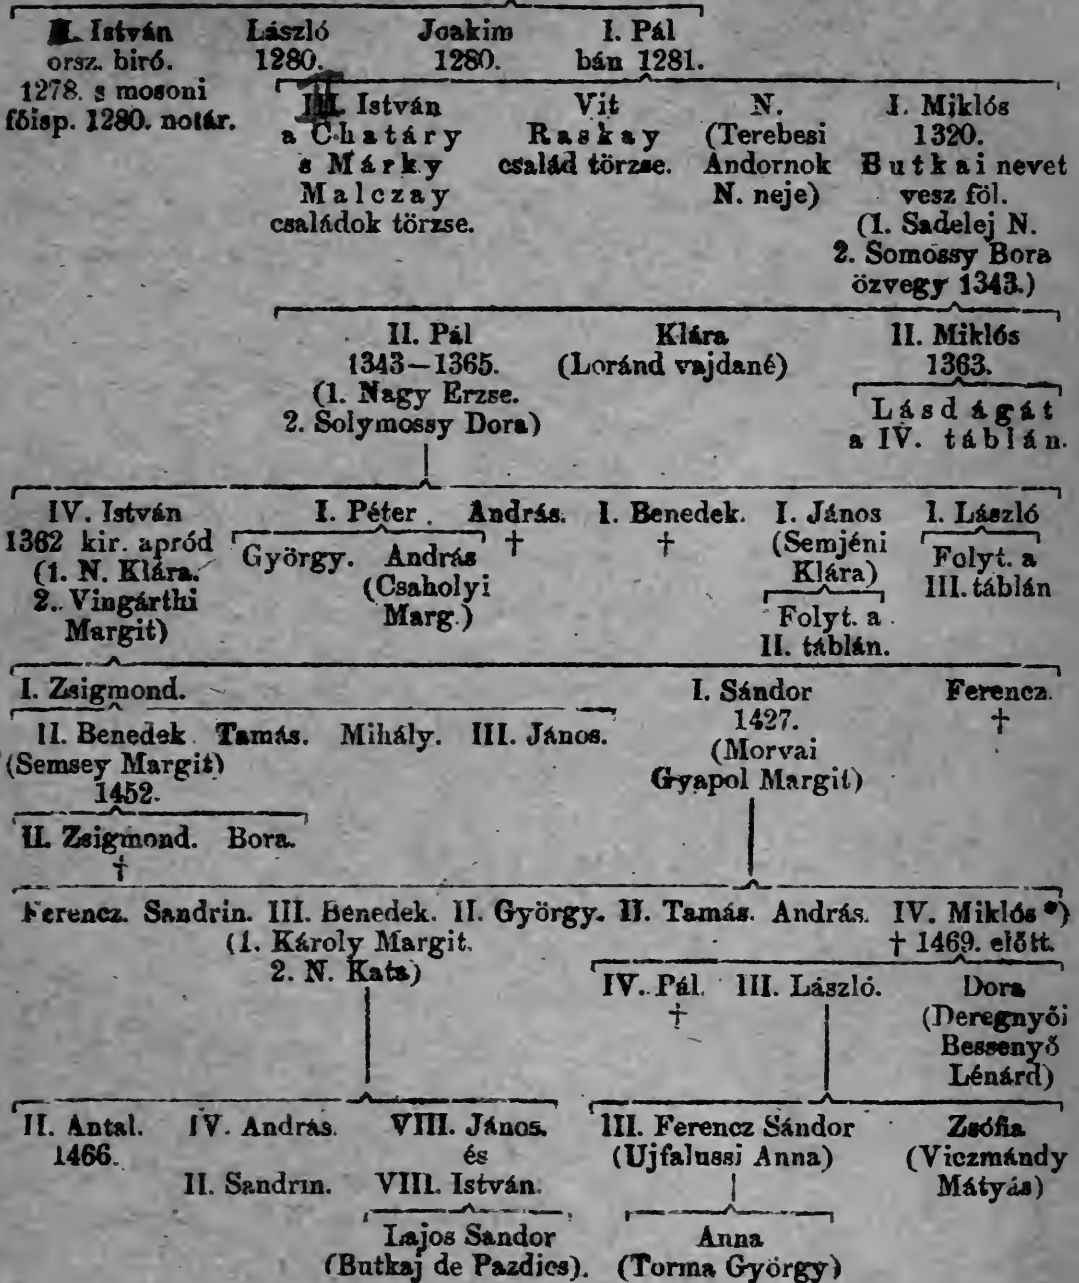 II. István László Joakim I. Pál
orsz. biró. 1280. 1280. bán 1281.
1278. s mosoni
főisp. 1280. notár.
III. István Vit N. I. Miklós
a Chatáry Raskay (Terebesi 1320.
s Márky család törzse. Andornok Butkai nevet
Malczay N. neje) vesz föl.
családok törzse. (1. Sadelej N.
2. Somossy Bora
özvegy 1343.)
II. Pál Klára II. Miklós
1343–1365. (Loránd vajdané) 1363.
(1. Nagy Erzse. Lásd ágát
2. Solymossy Dora) a IV. táblán.
IV. István I. Péter. András. I. Benedek. I. János I. László
1362 kir. apród György. András † † (Semjéni Folyt. a
(1. N. Klára. (Csaholyi Klára) III. táblán
2. Vingárthi Marg.) Folyt. a
Margit) II. táblán.
I. Zsigmond. I. Sándor Ferencz.
1427. †
II. Benedek Tamás. Mihály. III. János. (Morvai
(Semsey Margit) Gyapol Margit)
1452.
II. Zsigmond. Bora.
†
Ferencz. Sandrin. III. Benedek. II. György. II. Tamás. András. IV. Miklós *)
(1. Károly Margit. † 1469. előtt.
2. N. Kata) IV. Pál. III. László. Dora
† (Deregnyői
Bessenyő
Lénárd)
II. Antal. IV. András. VIII. János. III. Ferencz Sándor Zsófia
1466. és (Ujfalussi Anna) (Viczmándy
II. Sandrin. VIII. István. Mátyás)
Lajos Sandor Anna
(Butkaj de Pazdics). (Torma György)